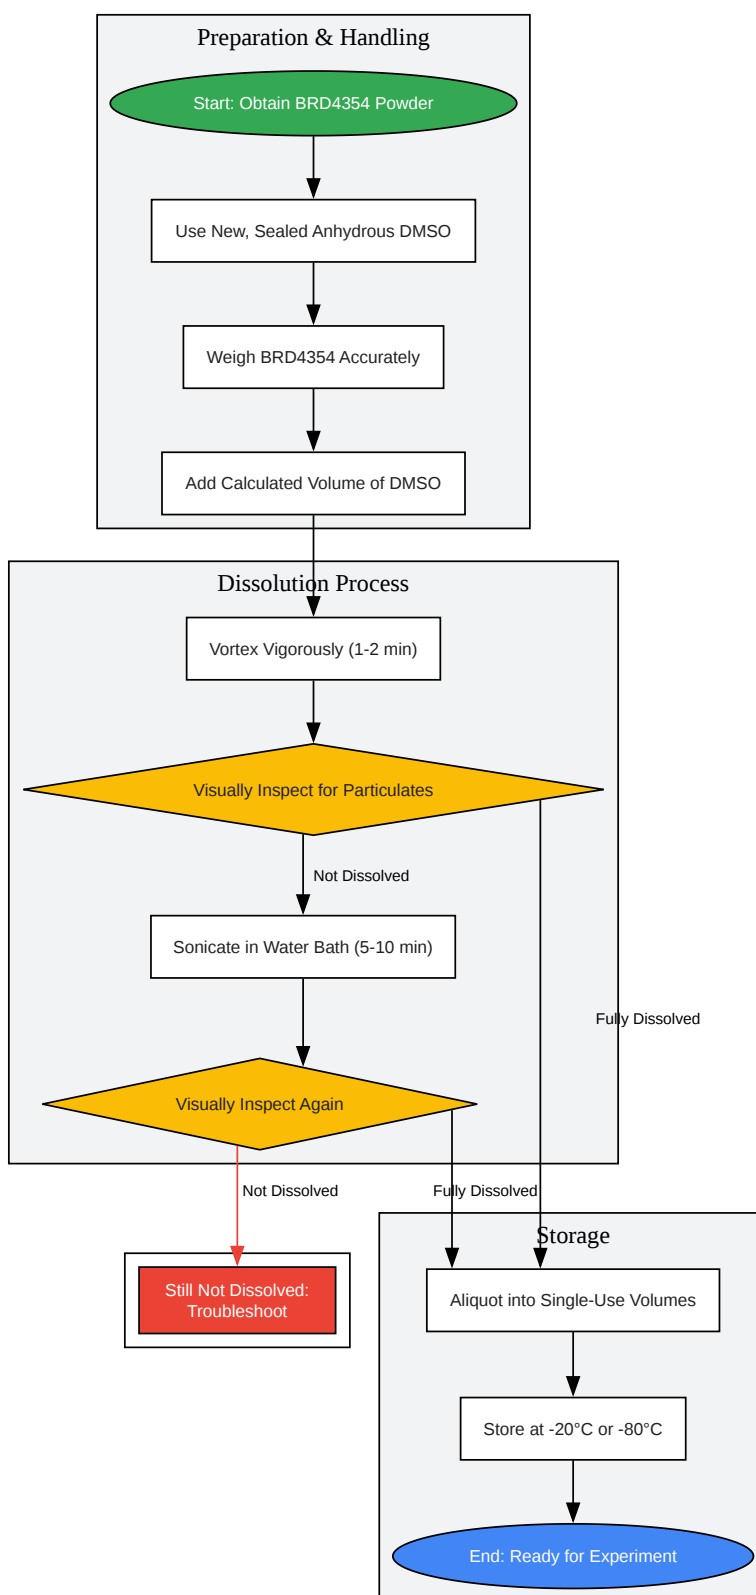 Preparation & Handling
Start: Obtain BRD4354 Powder
Use New, Sealed Anhydrous DMSO
Weigh BRD4354 Accurately
Add Calculated Volume of DMSO
Dissolution Process
Vortex Vigorously (1-2 min)
Visually Inspect for Particulates
Not Dissolved
Sonicate in Water Bath (5-10 min)
Fully Dissolved
Visually Inspect Again
Not Dissolved
Fully Dissolved
Storage
Still Not Dissolved:
Troubleshoot
Aliquot into Single-Use Volumes
Store at -20°C or -80°C
End: Ready for Experiment